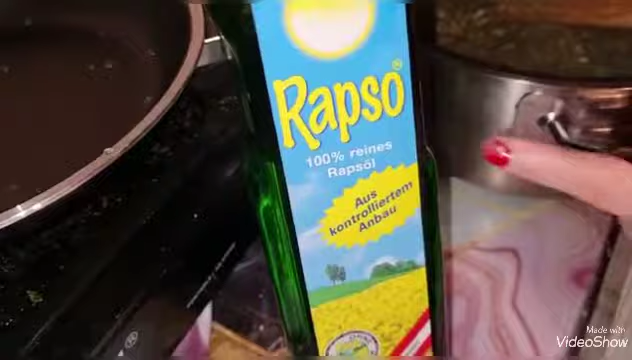 Rapso®
100% reines
Rapsöl
Aus
kontrolliertem
Anbau
Made with
VideoShow